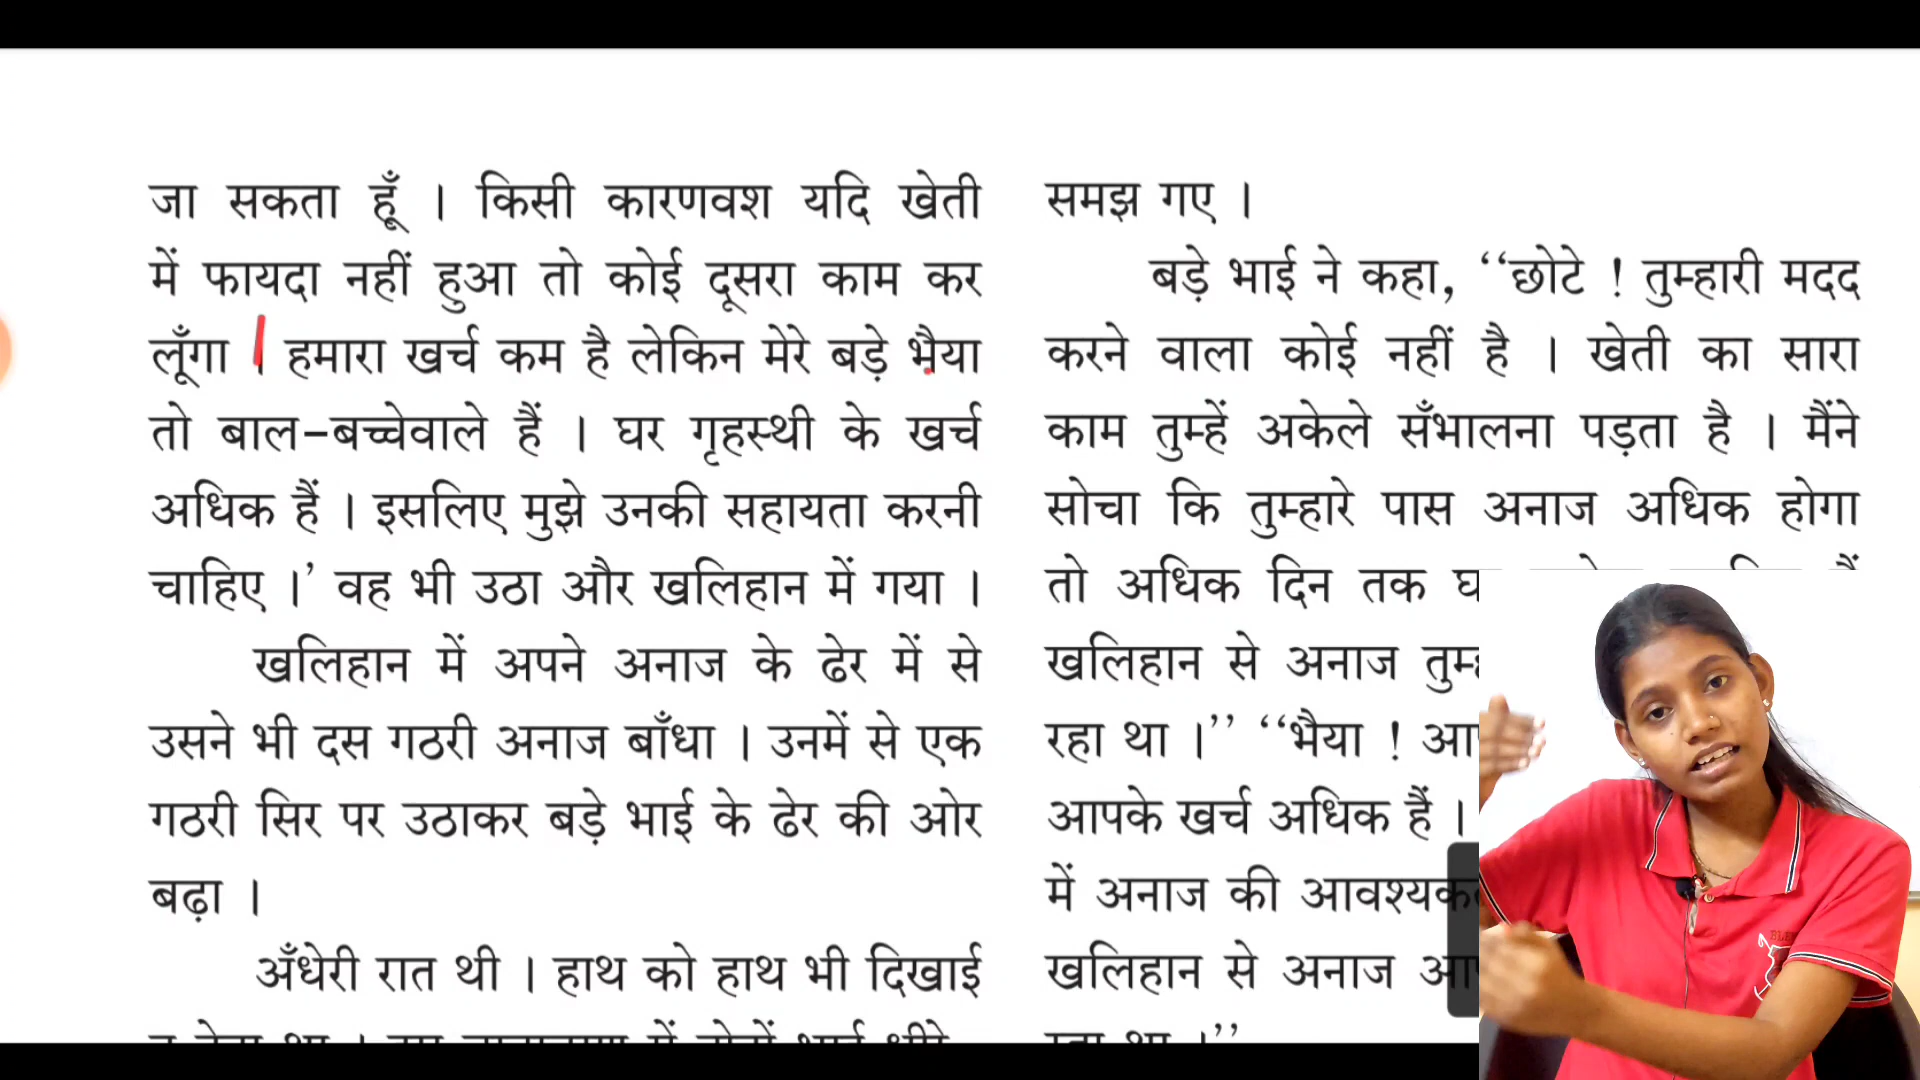 जा सकता हूँ । किसी कारणवश यदि खेती
में फायदा नहीं हुआ तो कोई दूसरा काम कर
लूँगा । हमारा खर्च कम है लेकिन मेरे बड़े भैया
तो बाल-बच्चेवाले हैं । घर गृहस्थी के खर्च
अधिक हैं । इसलिए मुझे उनकी सहायता करनी
चाहिए ।’ वह भी उठा और खलिहान में गया ।
खलिहान में अपने अनाज के ढेर में से
उसने भी दस गठरी अनाज बाँधा । उनमें से एक
गठरी सिर पर उठाकर बड़े भाई के ढेर की ओर
बढ़ा ।
अँधेरी रात थी । हाथ को हाथ भी दिखाई
समझ गए ।
बड़े भाई ने कहा, ‘‘छोटे ! तुम्हारी मदद
करने वाला कोई नहीं है । खेती का सारा
काम तुम्हें अकेले सँभालना पड़ता है । मैंने
सोचा कि तुम्हारे पास अनाज अधिक होगा
तो अधिक दिन तक
खलिहान से अनाज
रहा था ।’’ ‘‘भैया !
आपके खर्च अधिक हैं ।
में अनाज की
खलिहान से अनाज